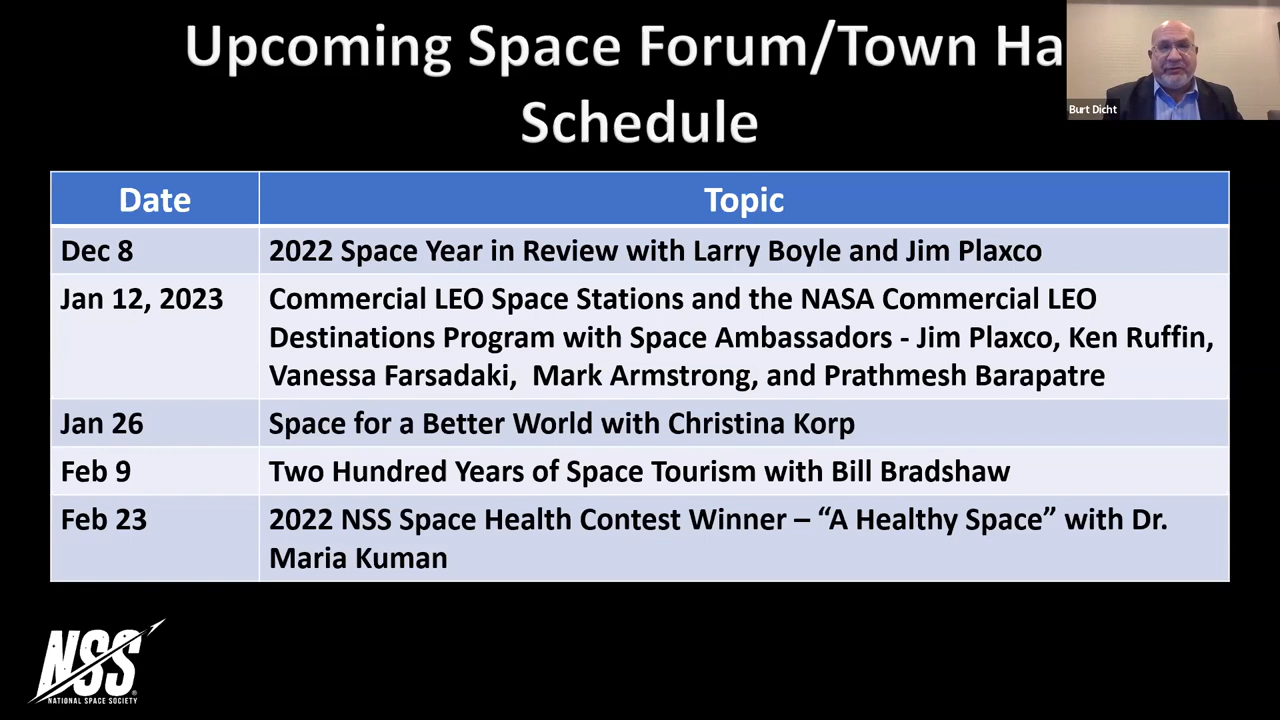 Upcoming Space Forum/Town Ha
Schedule
Burt Dicht
Date
Topic
Dec 8
2022 Space Year in Review with Larry Boyle and Jim Plaxco
Jan 12, 2023
Commercial LEO Space Stations and the NASA Commercial LEO
Destinations Program with Space Ambassadors - Jim Plaxco, Ken Ruffin,
Vanessa Farsadaki, Mark Armstrong, and Prathmesh Barapatre
Jan 26
Space for a Better World with Christina Korp
Feb 9
Two Hundred Years of Space Tourism with Bill Bradshaw
Feb 23
2022 NSS Space Health Contest Winner – “A Healthy Space” with Dr.
Maria Kuman
NSS
NATIONAL SPACE SOCIETY